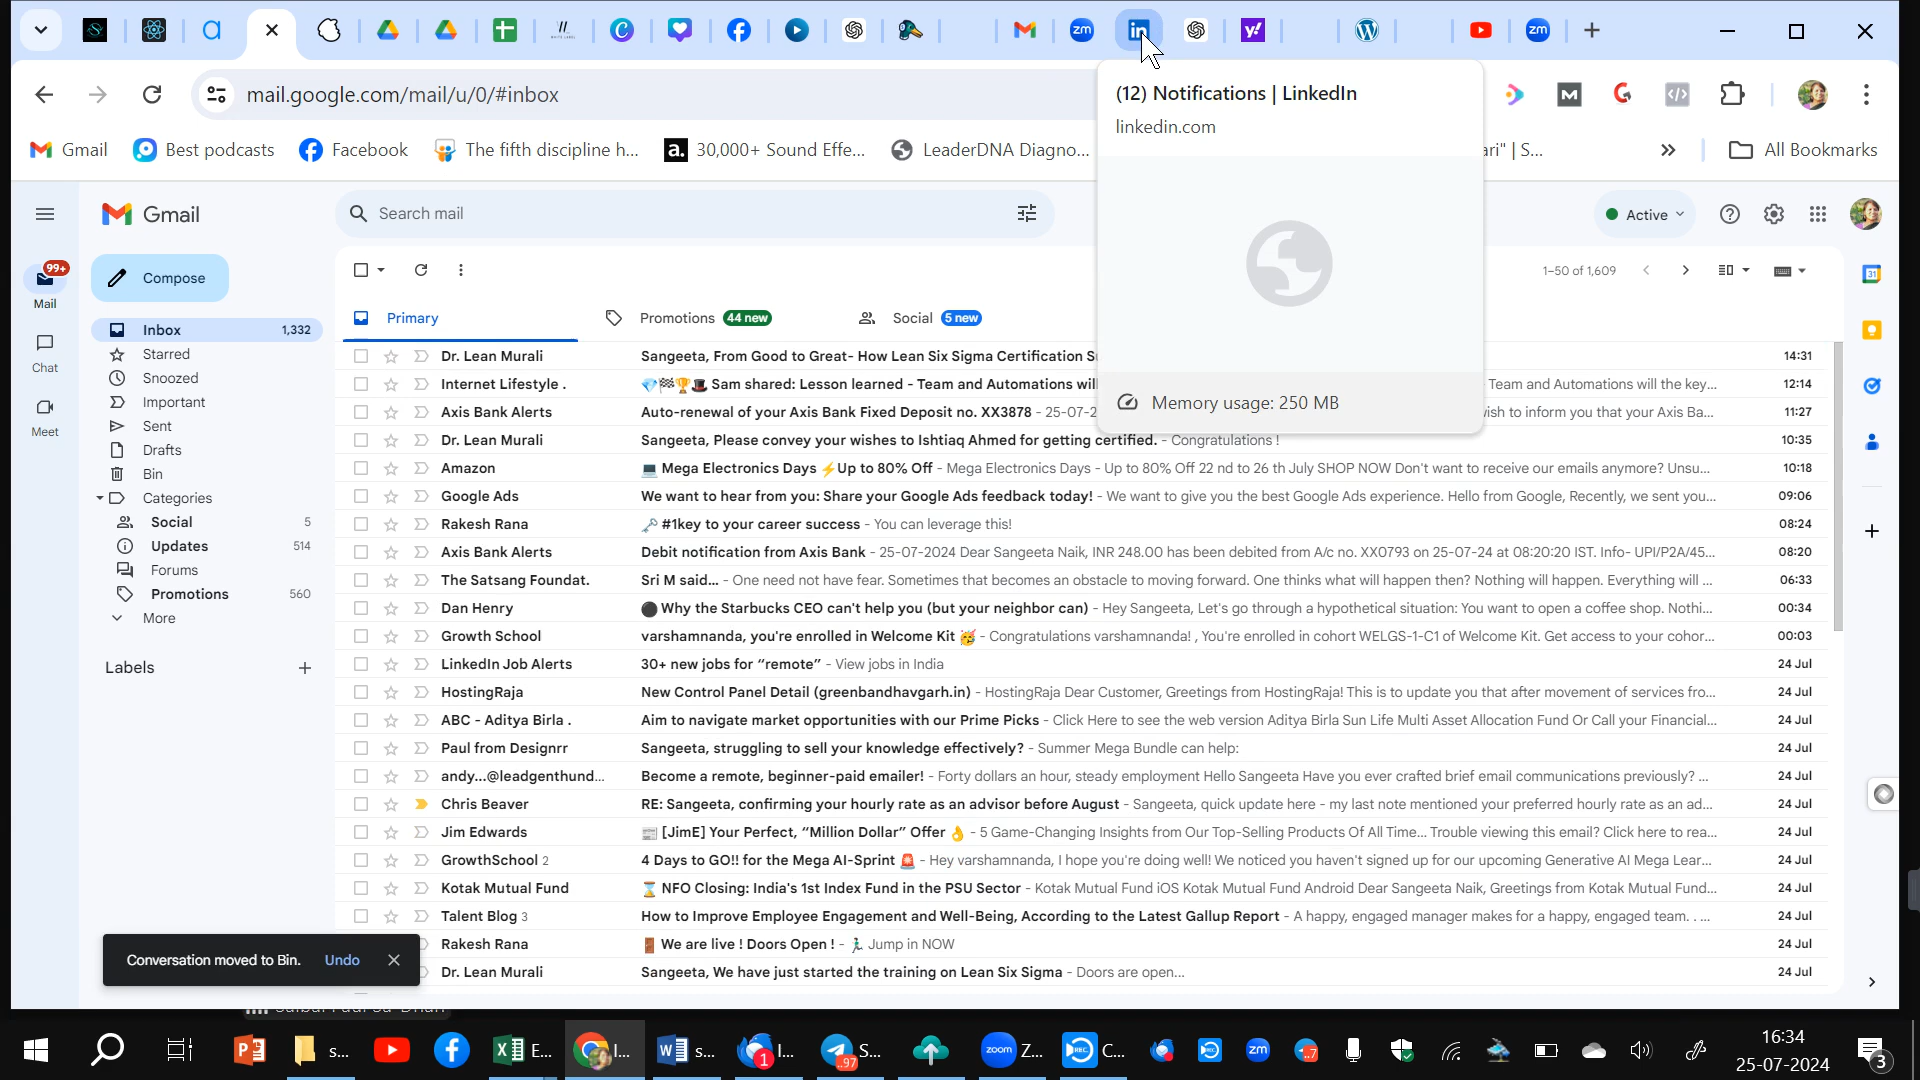 zm
in
zm
mail.google.com/mail/u/0/#inbox
(12) Notifications | LinkedIn
linkedin.com
Memory usage: 250 MB
Gmail
Best podcasts
Facebook
The fifth discipline h...
30,000+ Sound Effe...
LeaderDNA Diagno...
ari" | S...
All Bookmarks
Gmail
Search mail
Active
99+
Mail
Chat
Meet
Compose
Inbox 1,332
Starred
Snoozed
Important
Sent
Drafts
Bin
Categories
Social 5
Updates 514
Forums
Promotions 560
More
Labels
1–50 of 1,609
Primary
Promotions 44 new
Social 5 new
Dr. Lean Murali Sangeeta, From Good to Great- How Lean Six Sigma Certification S 14:31
Internet Lifestyle . 💎🏁🏆🎩 Sam shared: Lesson learned - Team and Automations wil Team and Automations will the key... 12:14
Axis Bank Alerts Auto-renewal of your Axis Bank Fixed Deposit no. XX3878 - 25-07-2 ish to inform you that your Axis Ba... 11:27
Dr. Lean Murali Sangeeta, Please convey your wishes to Ishtiaq Ahmed for getting certified. - Congratulations ! 10:35
Amazon 💻 Mega Electronics Days ⚡Up to 80% Off - Mega Electronics Days - Up to 80% Off 22 nd to 26 th July SHOP NOW Don't want to receive our emails anymore? Unsu... 10:18
Google Ads We want to hear from you: Share your Google Ads feedback today! - We want to give you the best Google Ads experience. Hello from Google, Recently, we sent you... 09:06
Rakesh Rana 🗝️ #1key to your career success - You can leverage this! 08:24
Axis Bank Alerts Debit notification from Axis Bank - 25-07-2024 Dear Sangeeta Naik, INR 248.00 has been debited from A/c no. XX0793 on 25-07-24 at 08:20:20 IST. Info- UPI/P2A/45... 08:20
The Satsang Foundat. Sri M said... - One need not have fear. Sometimes that becomes an obstacle to moving forward. One thinks what will happen then? Nothing will happen. Everything will ... 06:33
Dan Henry ⚫ Why the Starbucks CEO can't help you (but your neighbor can) - Hey Sangeeta, Let's go through a hypothetical situation: You want to open a coffee shop. Nothi... 00:34
Growth School varshamnanda, you're enrolled in Welcome Kit 🥳 - Congratulations varshamnanda! , You're enrolled in cohort WELGS-1-C1 of Welcome Kit. Get access to your cohor... 00:03
LinkedIn Job Alerts 30+ new jobs for “remote” - View jobs in India 24 Jul
HostingRaja New Control Panel Detail (greenbandhavgarh.in) - HostingRaja Dear Customer, Greetings from HostingRaja! This is to update you that after movement of services fro... 24 Jul
ABC - Aditya Birla . Aim to navigate market opportunities with our Prime Picks - Click Here to see the web version Aditya Birla Sun Life Multi Asset Allocation Fund Or Call your Financial... 24 Jul
Paul from Designrr Sangeeta, struggling to sell your knowledge effectively? - Summer Mega Bundle can help: 24 Jul
andy...@leadgenthund... Become a remote, beginner-paid emailer! - Forty dollars an hour, steady employment Hello Sangeeta Have you ever crafted brief email communications previously? ... 24 Jul
Chris Beaver RE: Sangeeta, confirming your hourly rate as an advisor before August - Sangeeta, quick update here - my last note mentioned your preferred hourly rate as an ad... 24 Jul
Jim Edwards 📰 [JimE] Your Perfect, “Million Dollar” Offer 👌 - 5 Game-Changing Insights from Our Top-Selling Products Of All Time... Trouble viewing this email? Click here to rea... 24 Jul
GrowthSchool 2 4 Days to GO!! for the Mega AI-Sprint 🚨 - Hey varshamnanda, I hope you're doing well! We noticed you haven't signed up for our upcoming Generative AI Mega Lear... 24 Jul
Kotak Mutual Fund ⌛ NFO Closing: India's 1st Index Fund in the PSU Sector - Kotak Mutual Fund iOS Kotak Mutual Fund Android Dear Sangeeta Naik, Greetings from Kotak Mutual Fund... 24 Jul
Talent Blog 3 How to Improve Employee Engagement and Well-Being, According to the Latest Gallup Report - A happy, engaged manager makes for a happy, engaged team. . ... 24 Jul
Rakesh Rana 🚪 We are live ! Doors Open ! - 🏃 Jump in NOW 24 Jul
Dr. Lean Murali Sangeeta, We have just started the training on Lean Six Sigma - Doors are open... 24 Jul
Conversation moved to Bin. Undo
s...
E...
I...
s...
1
I...
97
S...
zoom
Z...
REC
C...
zm
7
16:34
25-07-2024
3